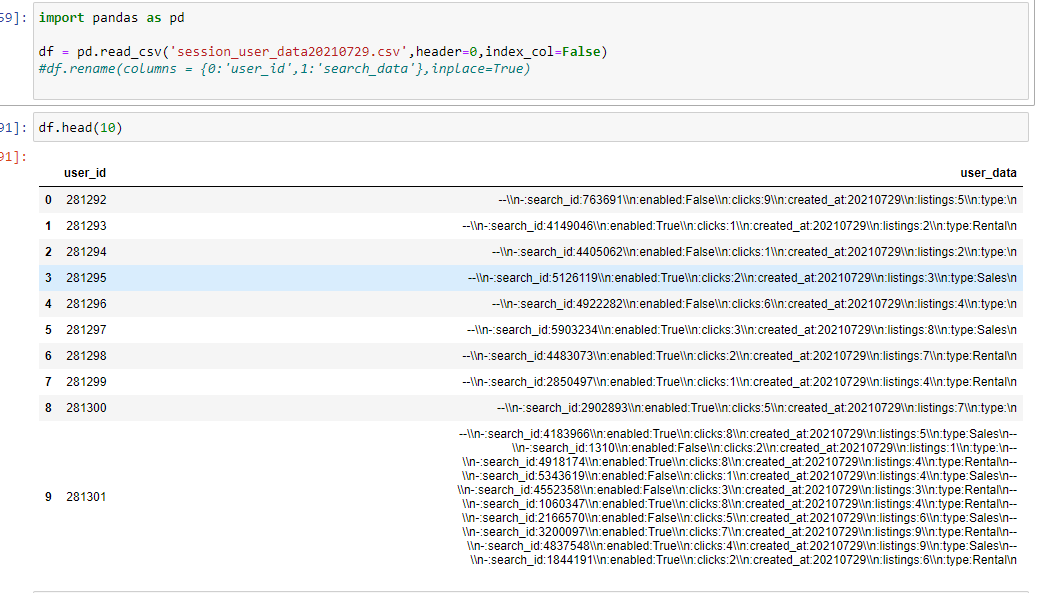 59]: import pandas as pd
df = pd.read_csv('session_user_data20210729.csv',header=0,index_col=False)
#df.rename(columns = {0:'user_id',1:'search_data'},inplace=True)
91]: df.head(10)
91]:
user_id user_data
0 281292 --\\n-:search_id:763691\\n:enabled:False\\n:clicks:9\\n:created_at:20210729\\n:listings:5\\n:type:\n
1 281293 --\\n-:search_id:4149046\\n:enabled:True\\n:clicks:1\\n:created_at:20210729\\n:listings:2\\n:type:Rental\n
2 281294 --\\n-:search_id:4405062\\n:enabled:False\\n:clicks:1\\n:created_at:20210729\\n:listings:2\\n:type:\n
3 281295 --\\n-:search_id:5126119\\n:enabled:True\\n:clicks:2\\n:created_at:20210729\\n:listings:3\\n:type:Sales\n
4 281296 --\\n-:search_id:4922282\\n:enabled:False\\n:clicks:6\\n:created_at:20210729\\n:listings:4\\n:type:\n
5 281297 --\\n-:search_id:5903234\\n:enabled:True\\n:clicks:3\\n:created_at:20210729\\n:listings:8\\n:type:Sales\n
6 281298 --\\n-:search_id:4483073\\n:enabled:True\\n:clicks:2\\n:created_at:20210729\\n:listings:7\\n:type:Rental\n
7 281299 --\\n-:search_id:2850497\\n:enabled:True\\n:clicks:1\\n:created_at:20210729\\n:listings:4\\n:type:Rental\n
8 281300 --\\n-:search_id:2902893\\n:enabled:True\\n:clicks:5\\n:created_at:20210729\\n:listings:7\\n:type:\n
--\\n-:search_id:4183966\\n:enabled:True\\n:clicks:8\\n:created_at:20210729\\n:listings:5\\n:type:Sales\n--
\\n-:search_id:1310\\n:enabled:False\\n:clicks:2\\n:created_at:20210729\\n:listings:1\\n:type:\n--
\\n-:search_id:4918174\\n:enabled:True\\n:clicks:8\\n:created_at:20210729\\n:listings:4\\n:type:Rental\n--
\\n-:search_id:5343619\\n:enabled:False\\n:clicks:1\\n:created_at:20210729\\n:listings:4\\n:type:Sales\n--
\\n-:search_id:4552358\\n:enabled:False\\n:clicks:3\\n:created_at:20210729\\n:listings:3\\n:type:Rental\n--
9 281301
\\n-:search_id:1060347\\n:enabled:True\\n:clicks:8\\n:created_at:20210729\\n:listings:4\\n:type:Rental\n--
\\n-:search_id:2166570\\n:enabled:False\\n:clicks:5\\n:created_at:20210729\\n:listings:6\\n:type:Sales\n--
\\n-:search_id:3200097\\n:enabled:True\\n:clicks:7\\n:created_at:20210729\\n:listings:9\\n:type:Rental\n--
\\n-:search_id:4837548\\n:enabled:True\\n:clicks:4\\n:created_at:20210729\\n:listings:9\\n:type:Sales\n--
\\n-:search_id:1844191\\n:enabled:True\\n:clicks:2\\n:created_at:20210729\\n:listings:6\\n:type:Rental\n